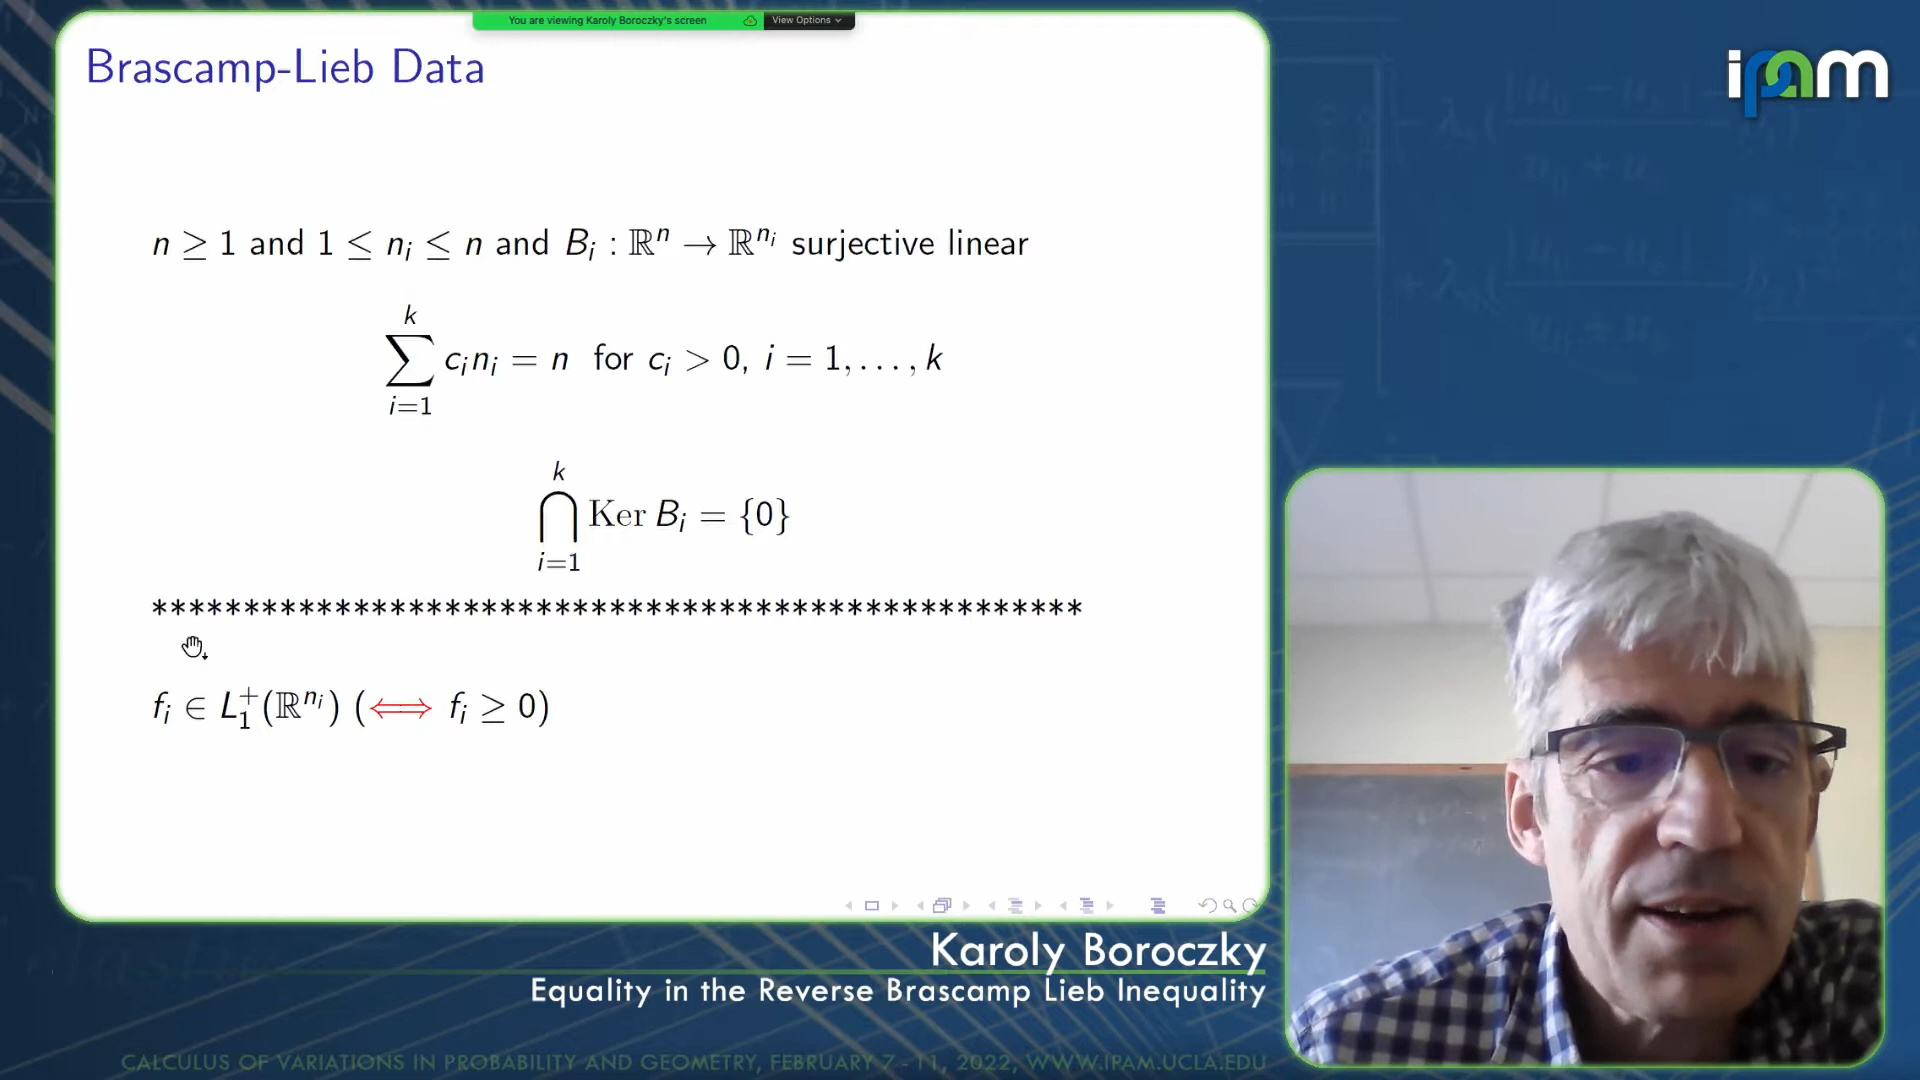 You are viewing Karoly Boroczky's screen
View Options
Brascamp-Lieb Data
ipam
n ≥ 1 and 1 ≤ nᵢ ≤ n and Bᵢ : ℝⁿ → ℝⁿⁱ surjective linear
∑ᵢ₌₁ᵏ cᵢnᵢ = n for cᵢ > 0, i = 1, . . . , k
⋂ᵢ₌₁ᵏ Ker Bᵢ = {0}
***************************************************
fᵢ ∈ L₁⁺(ℝⁿⁱ) (⟺ fᵢ ≥ 0)
Karoly Boroczky
Equality in the Reverse Brascamp Lieb Inequality
CALCULUS OF VARIATIONS IN PROBABILITY AND GEOMETRY, FEBRUARY 7 - 11, 2022, WWW.IPAM.UCLA.EDU